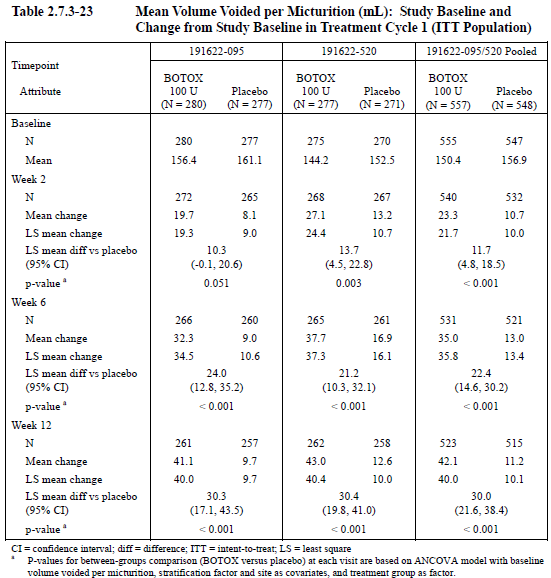 Table 2.7.3-23 Mean Volume Voided per Micturition (mL): Study Baseline and
Change from Study Baseline in Treatment Cycle 1 (ITT Population)
191622-095 191622-520 191622-095/520 Pooled
Timepoint
Attribute
BOTOX 100 U (N = 280) Placebo (N = 277) BOTOX 100 U (N = 277) Placebo (N = 271) BOTOX 100 U (N = 557) Placebo (N = 548)
Baseline
N 280 277 275 270 555 547
Mean 156.4 161.1 144.2 152.5 150.4 156.9
Week 2
N 272 265 268 267 540 532
Mean change 19.7 8.1 27.1 13.2 23.3 10.7
LS mean change 19.3 9.0 24.4 10.7 21.7 10.0
LS mean diff vs placebo 10.3 13.7 11.7
(95% CI) (-0.1, 20.6) (4.5, 22.8) (4.8, 18.5)
p-value a 0.051 0.003 < 0.001
Week 6
N 266 260 265 261 531 521
Mean change 32.3 9.0 37.7 16.9 35.0 13.0
LS mean change 34.5 10.6 37.3 16.1 35.8 13.4
LS mean diff vs placebo 24.0 21.2 22.4
(95% CI) (12.8, 35.2) (10.3, 32.1) (14.6, 30.2)
p-value a < 0.001 < 0.001 < 0.001
Week 12
N 261 257 262 258 523 515
Mean change 41.1 9.7 43.0 12.6 42.1 11.2
LS mean change 40.0 9.7 40.4 10.0 40.0 10.1
LS mean diff vs placebo 30.3 30.4 30.0
(95% CI) (17.1, 43.5) (19.8, 41.0) (21.6, 38.4)
p-value a < 0.001 < 0.001 < 0.001
CI = confidence interval; diff = difference; ITT = intent-to-treat; LS = least square
a P-values for between-groups comparison (BOTOX versus placebo) at each visit are based on ANCOVA model with baseline
volume voided per micturition, stratification factor and site as covariates, and treatment group as factor.